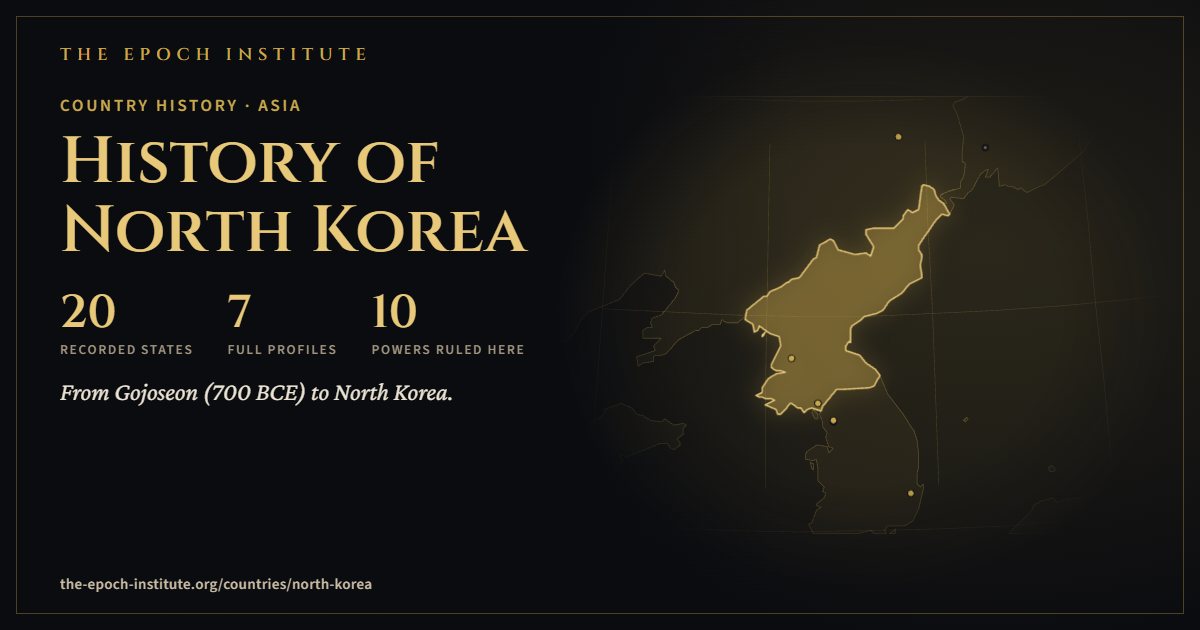 THE EPOCH INSTITUTE
COUNTRY HISTORY · ASIA
HISTORY OF
NORTH KOREA
20 7 10
RECORDED STATES FULL PROFILES POWERS RULED HERE
From Gojoseon (700 BCE) to North Korea.
the-epoch-institute.org/countries/north-korea